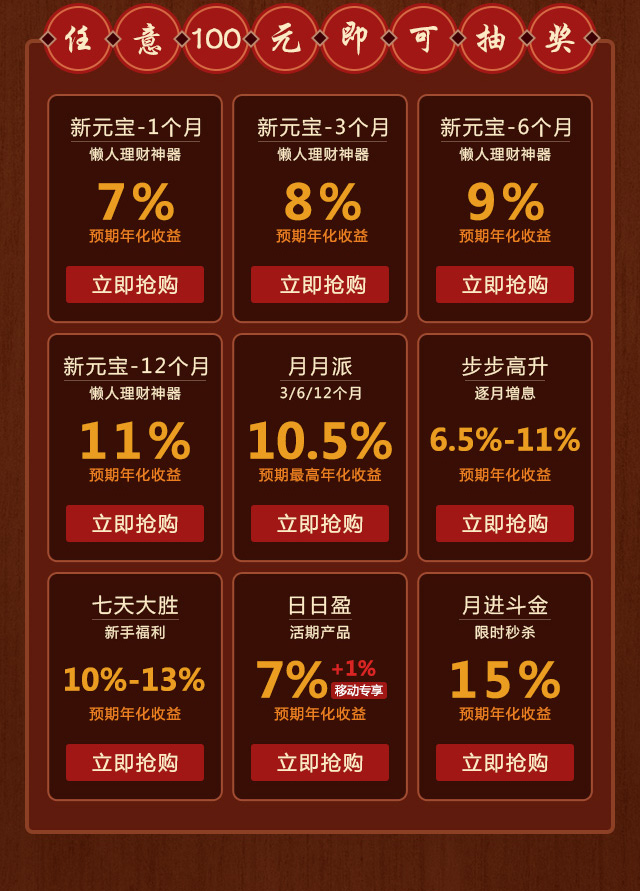 任意100元即可抽奖
新元宝-1个月
懒人理财神器
7%
预期年化收益
立即抢购
新元宝-3个月
懒人理财神器
8%
预期年化收益
立即抢购
新元宝-6个月
懒人理财神器
9%
预期年化收益
立即抢购
新元宝-12个月
懒人理财神器
11%
预期年化收益
立即抢购
月月派
3/6/12个月
10.5%
预期最高年化收益
立即抢购
步步高升
逐月增息
6.5%-11%
预期年化收益
立即抢购
七天大胜
新手福利
10%-13%
预期年化收益
立即抢购
日日盈
活期产品
7%+1%
移动专享
预期年化收益
立即抢购
月进斗金
限时秒杀
15%
预期年化收益
立即抢购